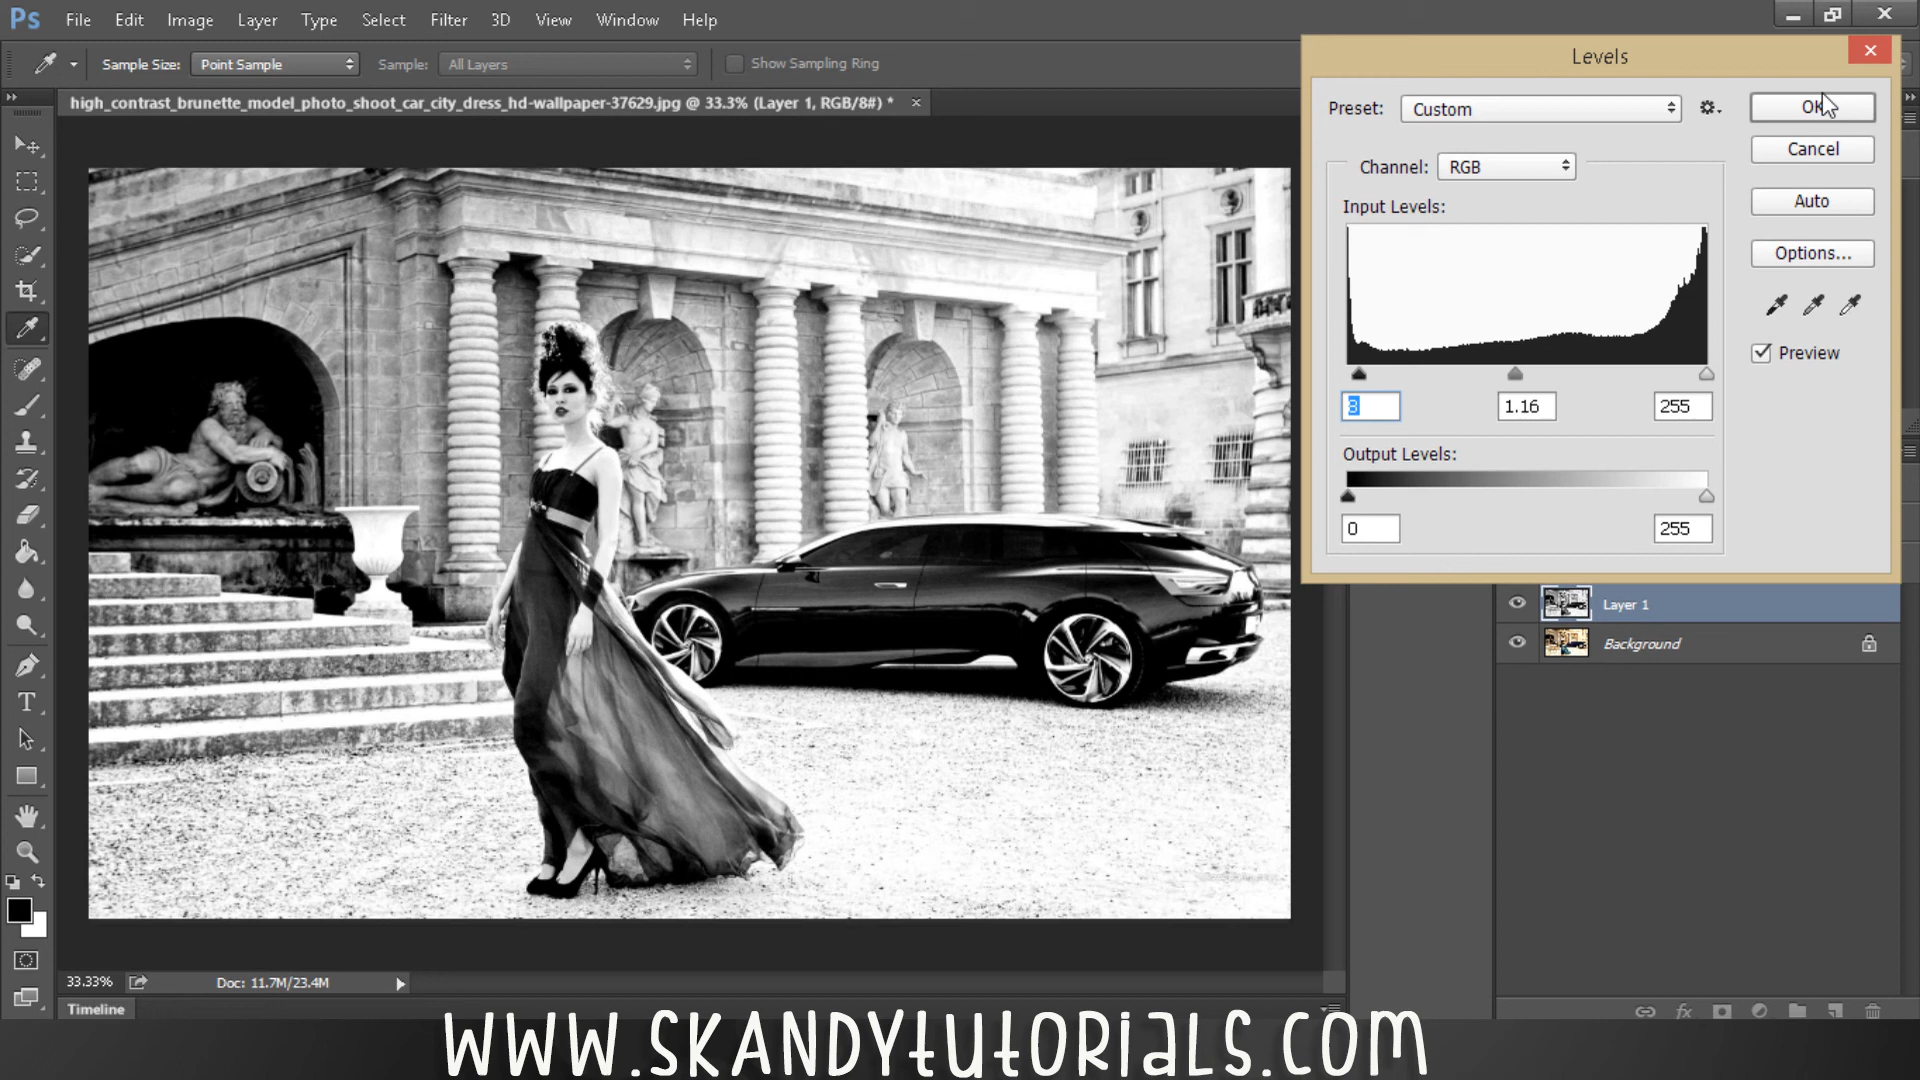 Ps File Edit Image Layer Type Select Filter 3D View Window Help
Sample Size: Point Sample Sample: All Layers Show Sampling Ring
high_contrast_brunette_model_photo_shoot_car_city_dress_hd-wallpaper-37629.jpg @ 33.3% (Layer 1, RGB/8#) *
Levels
Preset: Custom
OK
Cancel
Channel: RGB
Auto
Input Levels:
Options...
Preview
8 1.16 255
Output Levels:
0 255
Layer 1
Background
T
33.33% Doc: 11.7M/23.4M
Timeline
fx
www.skandytutorials.com